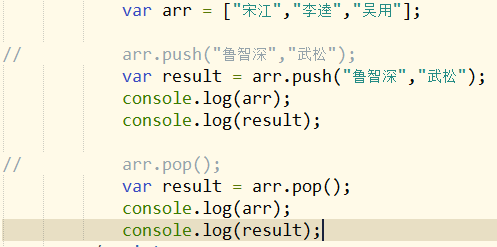 var arr = ["宋江","李逵","吴用"];
// arr.push("鲁智深","武松");
var result = arr.push("鲁智深","武松");
console.log(arr);
console.log(result);
// arr.pop();
var result = arr.pop();
console.log(arr);
console.log(result);